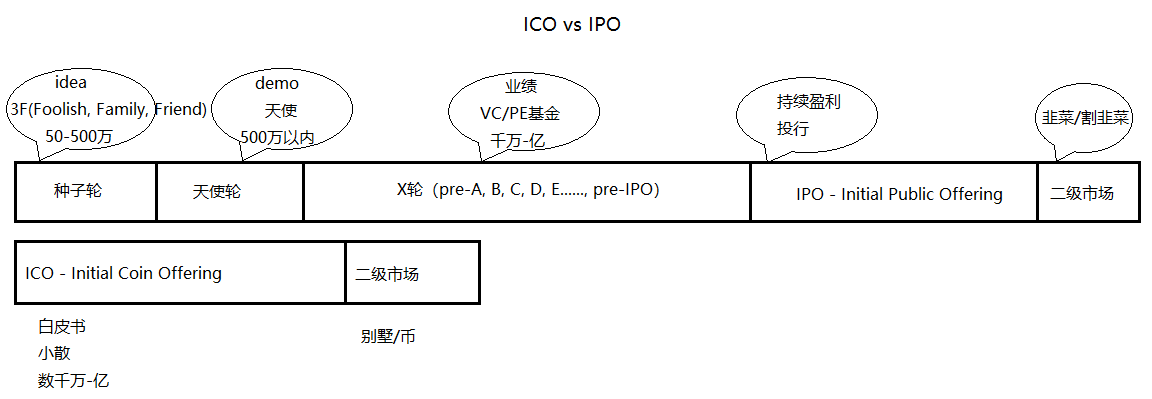 ICO vs IPO
idea
3F(Foolish, Family, Friend)
50-500万
demo
天使
500万以内
业绩
VC/PE基金
千万-亿
持续盈利
投行
韭菜/割韭菜
种子轮
天使轮
X轮（pre-A, B, C, D, E......, pre-IPO）
IPO - Initial Public Offering
二级市场
ICO - Initial Coin Offering
二级市场
白皮书
小散
数千万-亿
别墅/币